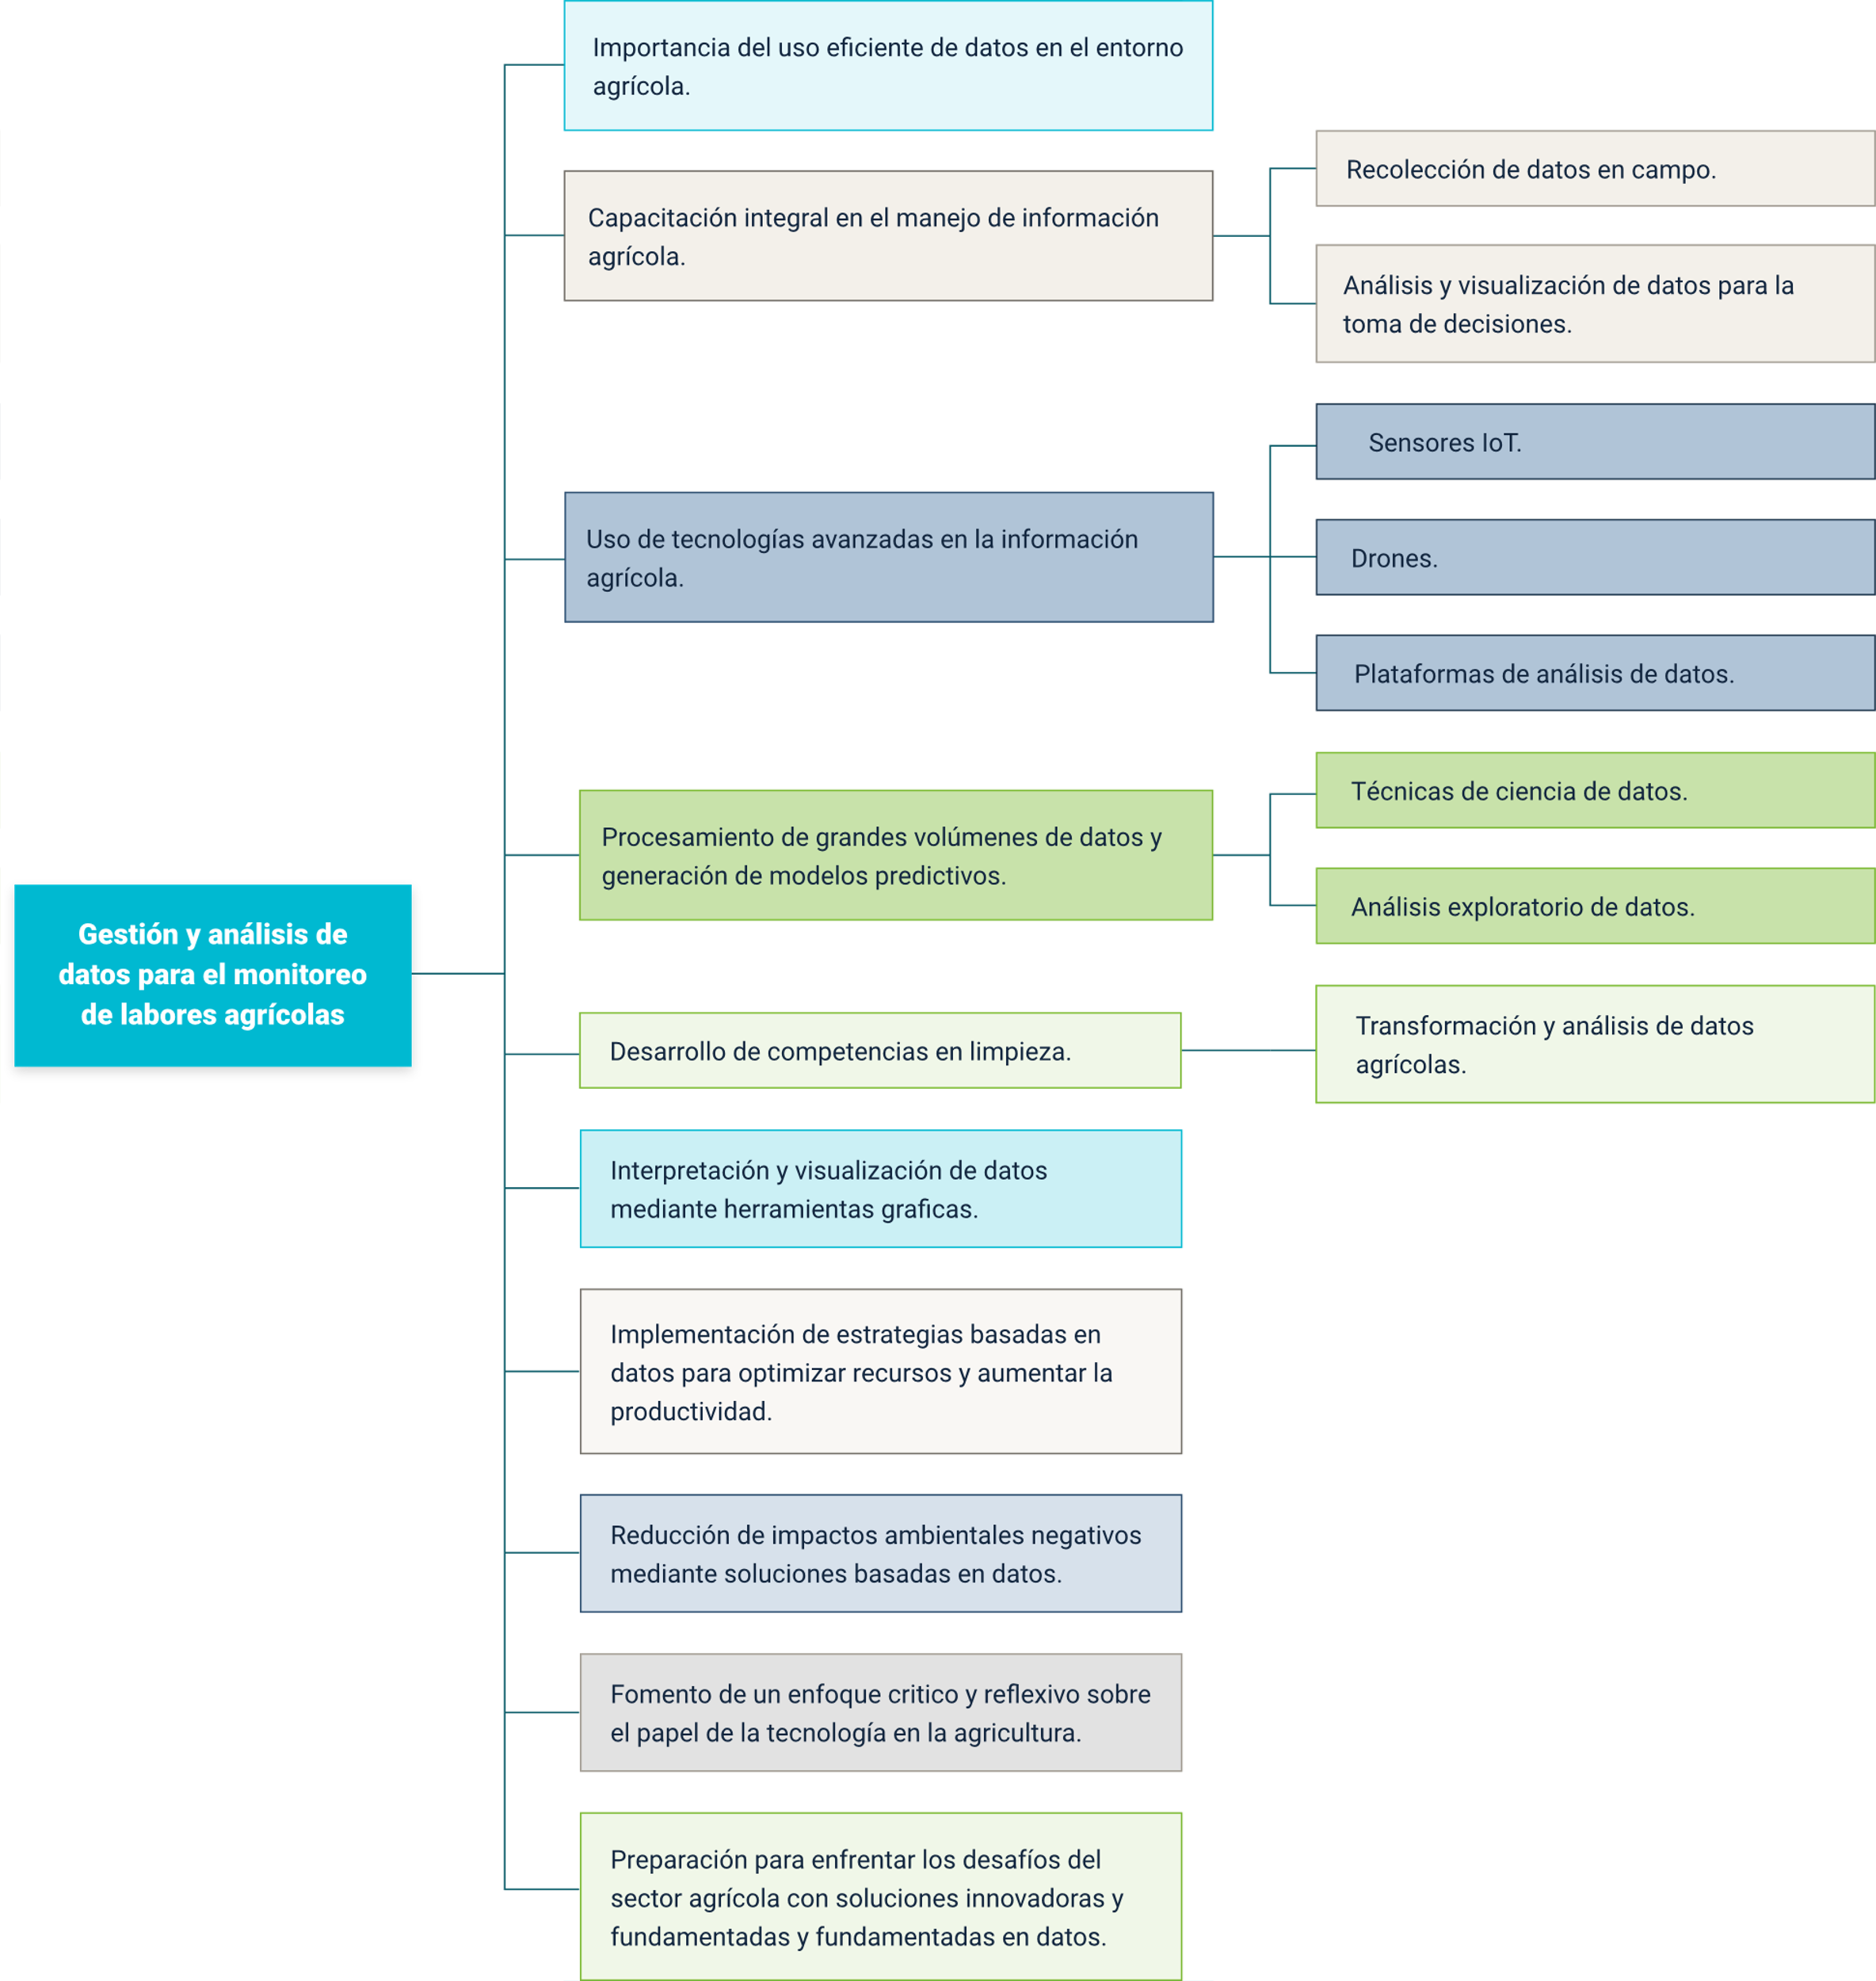 Gestión y análisis de
datos para el monitoreo
de labores agrícolas
Importancia del uso eficiente de datos en el entorno
agrícola.
Capacitación integral en el manejo de información
agrícola.
Recolección de datos en campo.
Análisis y visualización de datos para la
toma de decisiones.
Uso de tecnologías avanzadas en la información
agrícola.
Sensores IoT.
Drones.
Plataformas de análisis de datos.
Procesamiento de grandes volúmenes de datos y
generación de modelos predictivos.
Técnicas de ciencia de datos.
Análisis exploratorio de datos.
Desarrollo de competencias en limpieza.
Transformación y análisis de datos
agrícolas.
Interpretación y visualización de datos
mediante herramientas graficas.
Implementación de estrategias basadas en
datos para optimizar recursos y aumentar la
productividad.
Reducción de impactos ambientales negativos
mediante soluciones basadas en datos.
Fomento de un enfoque critico y reflexivo sobre
el papel de la tecnología en la agricultura.
Preparación para enfrentar los desafíos del
sector agrícola con soluciones innovadoras y
fundamentadas y fundamentadas en datos.